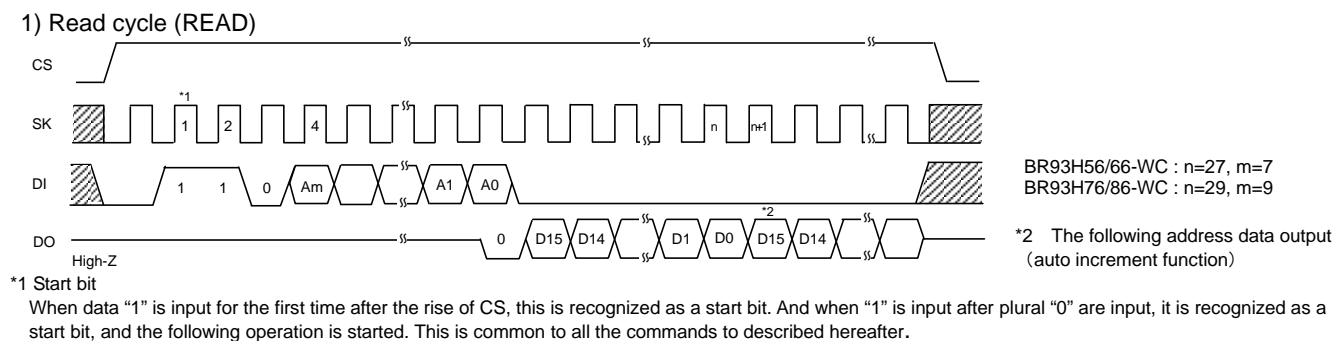 1) Read cycle (READ)
CS
*1
SK
1 2 4 n n+1
DI
1 1 0 Am A1 A0
BR93H56/66-WC : n=27, m=7
BR93H76/86-WC : n=29, m=9
*2
DO
0 D15 D14 D1 D0 D15 D14
High-Z
*2 The following address data output
(auto increment function)
*1 Start bit
When data “1” is input for the first time after the rise of CS, this is recognized as a start bit. And when “1” is input after plural “0” are input, it is recognized as a
start bit, and the following operation is started. This is common to all the commands to described hereafter.